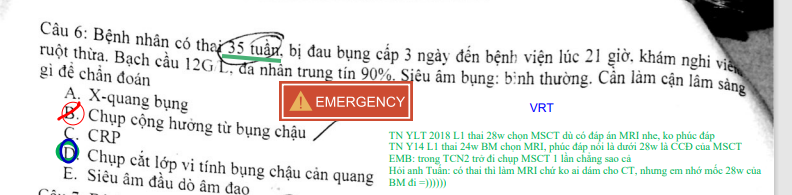 Câu 6: Bệnh nhân có thai 35 tuần, bị đau bụng cấp 3 ngày đến bệnh viện lúc 21 giờ, khám nghi viêm
ruột thừa. Bạch cầu 12G/L, đa nhân trung tín 90%. Siêu âm bụng: bình thường. Cần làm cận lâm sàng
gì để chẩn đoán
A. X-quang bụng
B. Chụp cộng hưởng từ bụng chậu
C. CRP
D. Chụp cắt lớp vi tính bụng chậu cản quang
E. Siêu âm đầu dò âm đạo
EMERGENCY
VRT
TN YLT 2018 L1 thai 28w chọn MSCT dù có đáp án MRI nhe, ko phúc đáp
TN Y14 L1 thai 24w BM chọn MRI, phúc đáp nói là dưới 28w là CCĐ của MSCT
EMB: trong TCN2 trở đi chụp MSCT 1 lần chẳng sao cả
Hỏi anh Tuấn: có thai thì làm MRI chứ ko ai dám cho CT, nhưng em nhớ mốc 28w của
BM đi =))))))